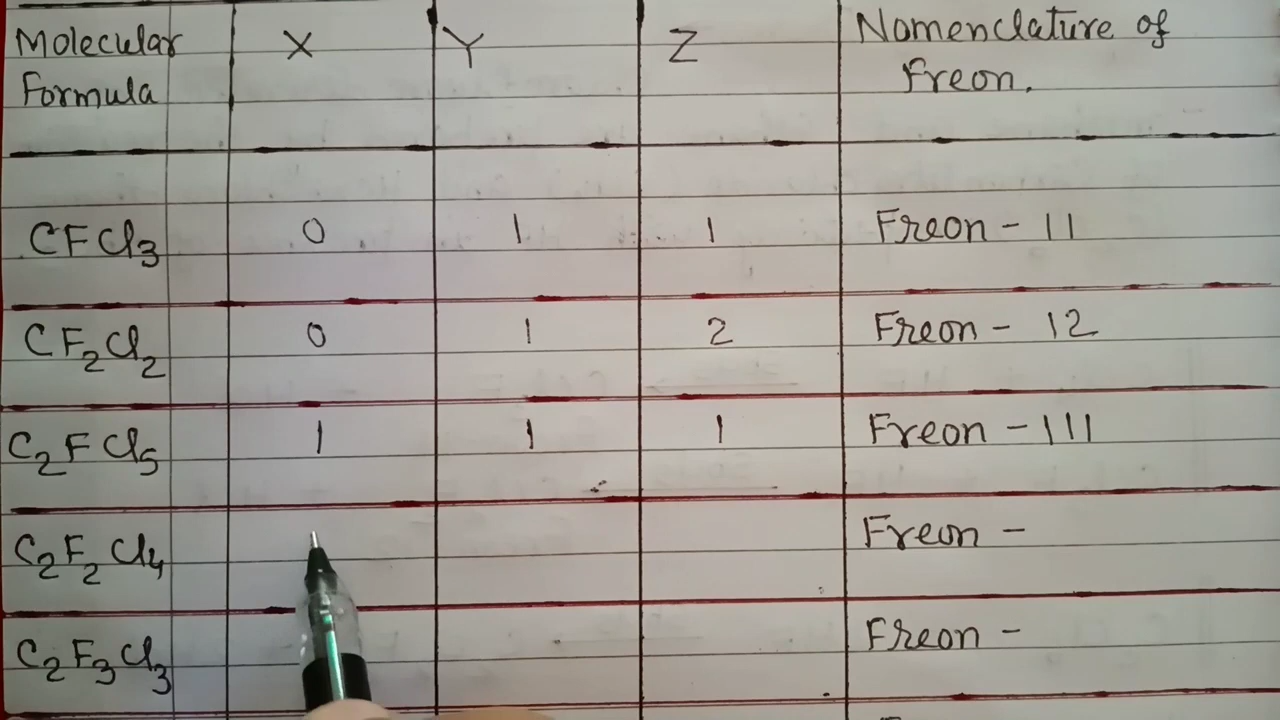 Molecular Formula X Y Z Nomenclature of Freon.
CFCl3 0 1 1 Freon - 11
CF2Cl2 0 1 2 Freon - 12
C2FCl5 1 1 1 Freon - 111
C2F2Cl4 Freon -
C2F3Cl3 Freon -